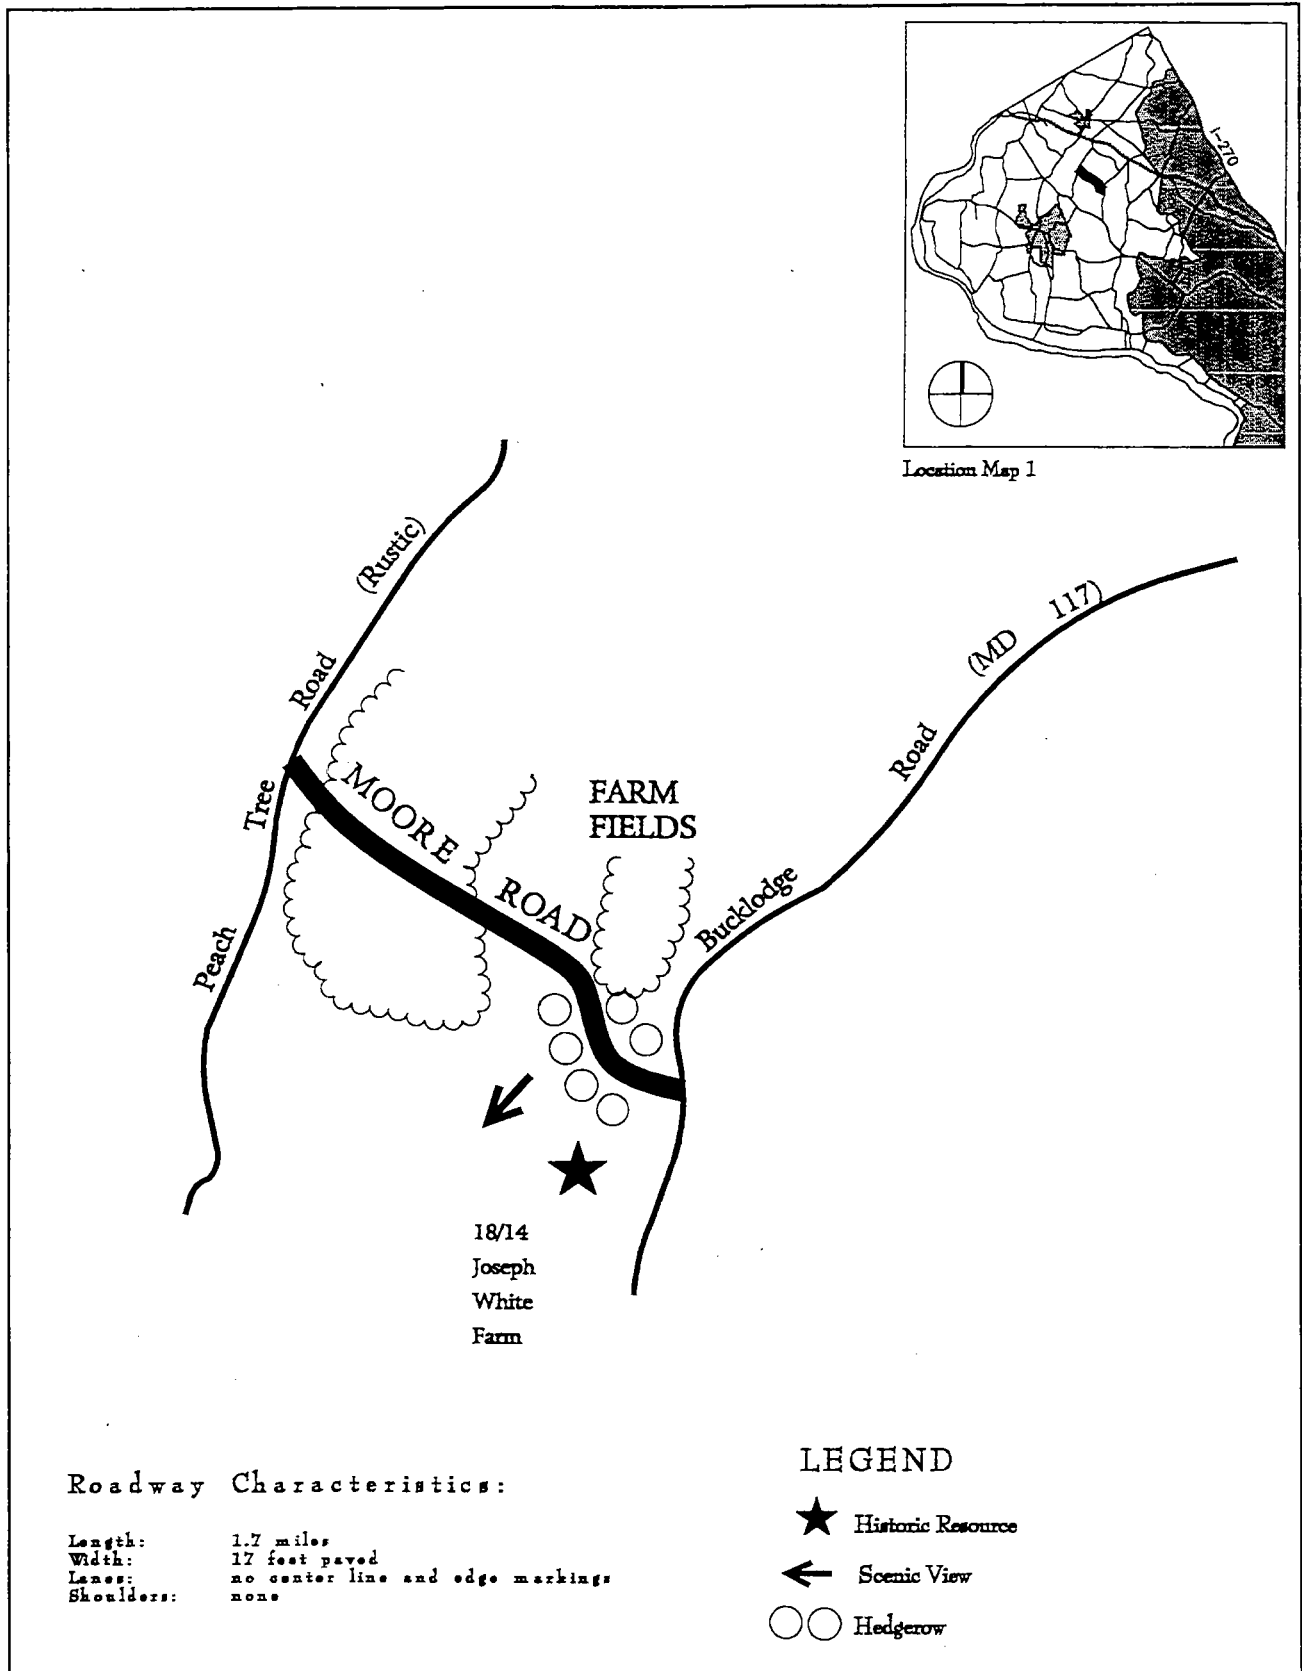 I-270
Location Map 1
(Rustic)
Road
Tree
Peach
(MD 117)
Road
Bucklodge
MOORE ROAD
FARM
FIELDS
18/14
Joseph
White
Farm
Roadway Characteristics:
Length: 1.7 miles
Width: 17 feet paved
Lanes: no center line and edge markings
Shoulders: none
LEGEND
Historic Resource
Scenic View
Hedgerow